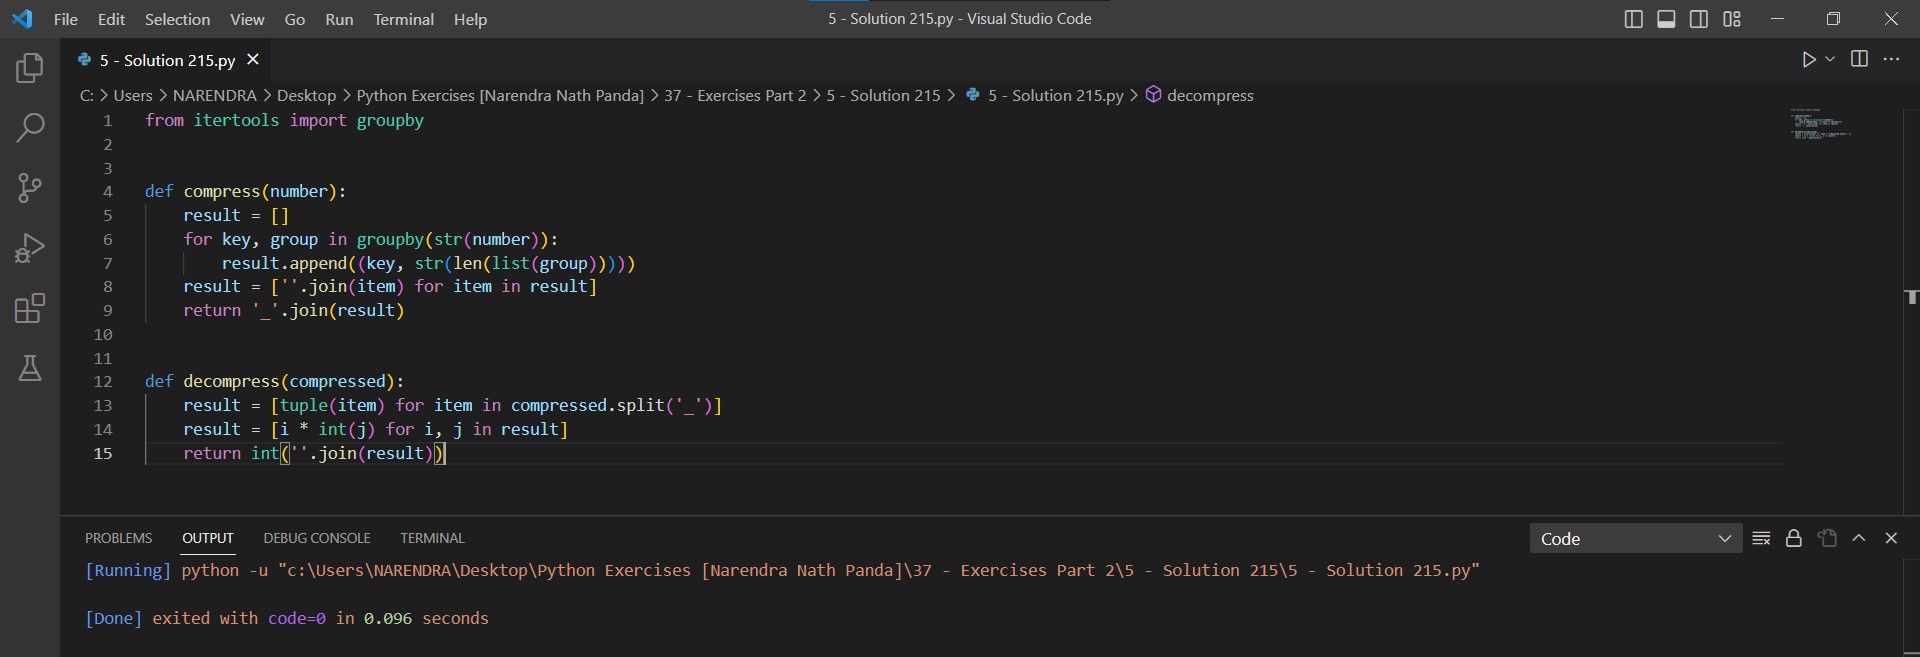 File Edit Selection View Go Run Terminal Help 5 - Solution 215.py - Visual Studio Code
5 - Solution 215.py
C: > Users > NARENDRA > Desktop > Python Exercises [Narendra Nath Panda] > 37 - Exercises Part 2 > 5 - Solution 215 > 5 - Solution 215.py > decompress
1 from itertools import groupby
2
3
4 def compress(number):
5     result = []
6     for key, group in groupby(str(number)):
7         result.append((key, str(len(list(group)))))
8     result = [''.join(item) for item in result]
9     return '_'.join(result)
10
11
12 def decompress(compressed):
13     result = [tuple(item) for item in compressed.split('_')]
14     result = [i * int(j) for i, j in result]
15     return int(''.join(result))
PROBLEMS OUTPUT DEBUG CONSOLE TERMINAL Code
[Running] python -u "c:\Users\NARENDRA\Desktop\Python Exercises [Narendra Nath Panda]\37 - Exercises Part 2\5 - Solution 215\5 - Solution 215.py"
[Done] exited with code=0 in 0.096 seconds